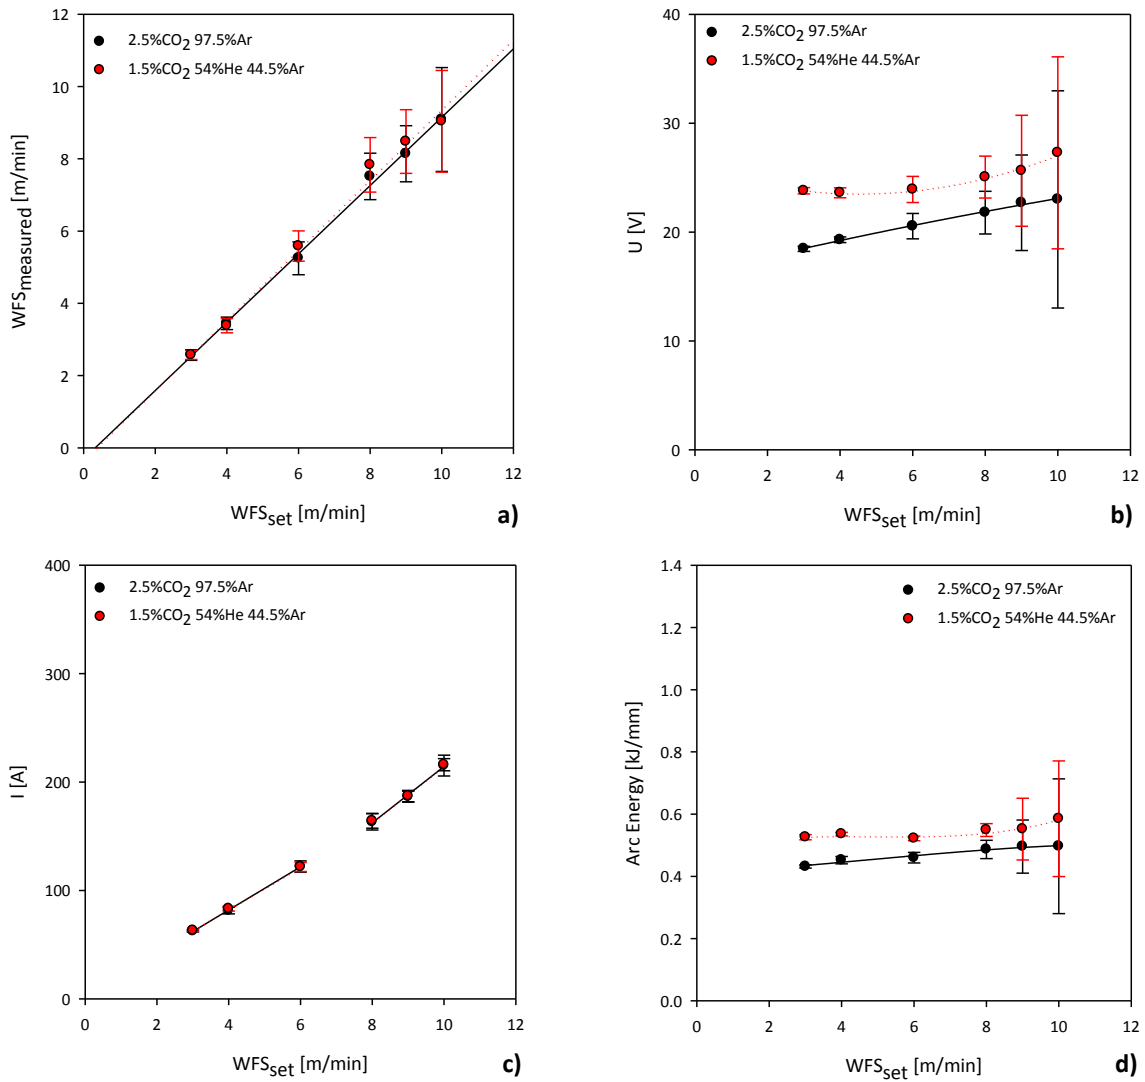 12
10
8
6
4
2
0
WFSmeasured [m/min]
2.5%CO2 97.5%Ar
1.5%CO2 54%He 44.5%Ar
0 2 4 6 8 10 12
WFSset [m/min]
a)
40
30
20
10
0
U [V]
2.5%CO2 97.5%Ar
1.5%CO2 54%He 44.5%Ar
0 2 4 6 8 10 12
WFSset [m/min]
b)
400
300
200
100
0
I [A]
2.5%CO2 97.5%Ar
1.5%CO2 54%He 44.5%Ar
0 2 4 6 8 10 12
WFSset [m/min]
c)
1.4
1.2
1.0
0.8
0.6
0.4
0.2
0.0
Arc Energy [kJ/mm]
2.5%CO2 97.5%Ar
1.5%CO2 54%He 44.5%Ar
0 2 4 6 8 10 12
WFSset [m/min]
d)